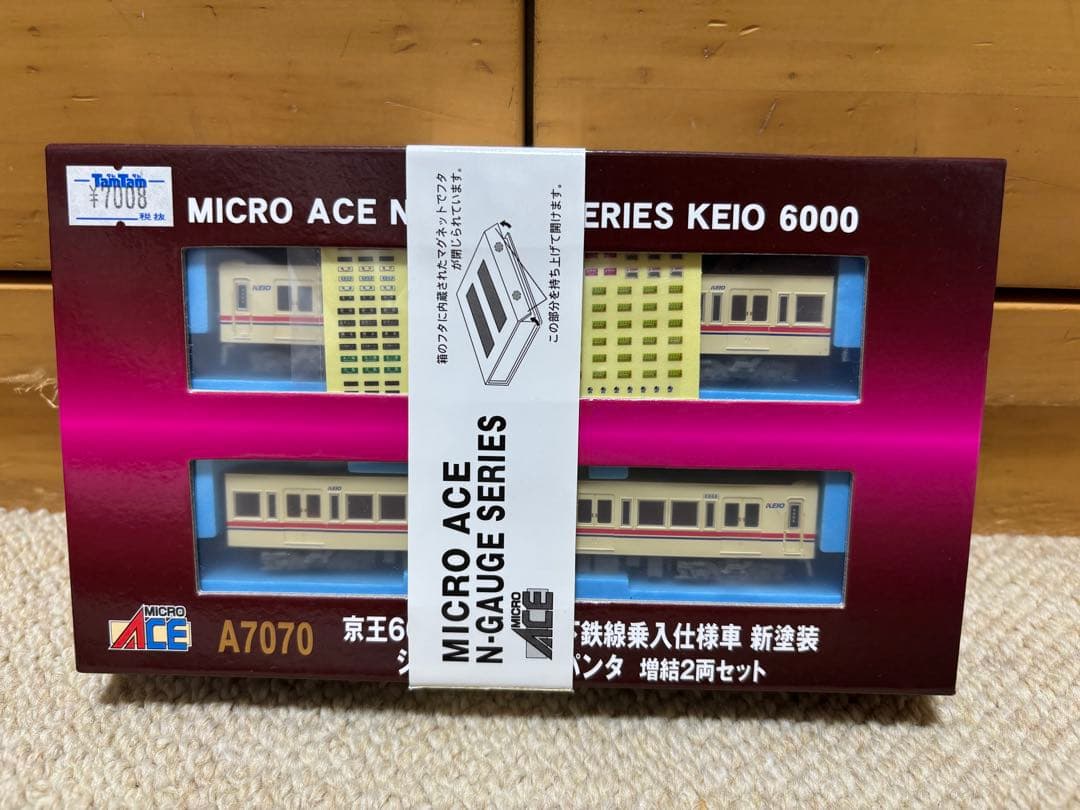 TamTam
¥7008
税抜
MICRO ACE N ERIES KEIO 6000
箱のフタに内蔵されたマグネットでフタ
が閉じられています。
この部分を持ち上げて開けます。
KEIO
KEIO
KEIO
KEIO
MICRO ACE
N-GAUGE SERIES
MICRO
ACE
MICRO
ACE
A7070
京王6 下鉄線乗入仕様車 新塗装
シ パンタ 増結2両セット